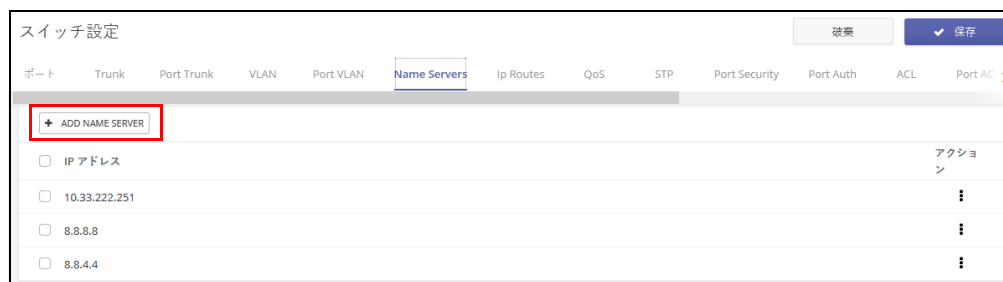 スイッチ設定
破棄
保存
ポート Trunk Port Trunk VLAN Port VLAN Name Servers Ip Routes QoS STP Port Security Port Auth ACL Port AC
ADD NAME SERVER
IP アドレス
アクショ
ン
10.33.222.251
8.8.8.8
8.8.4.4